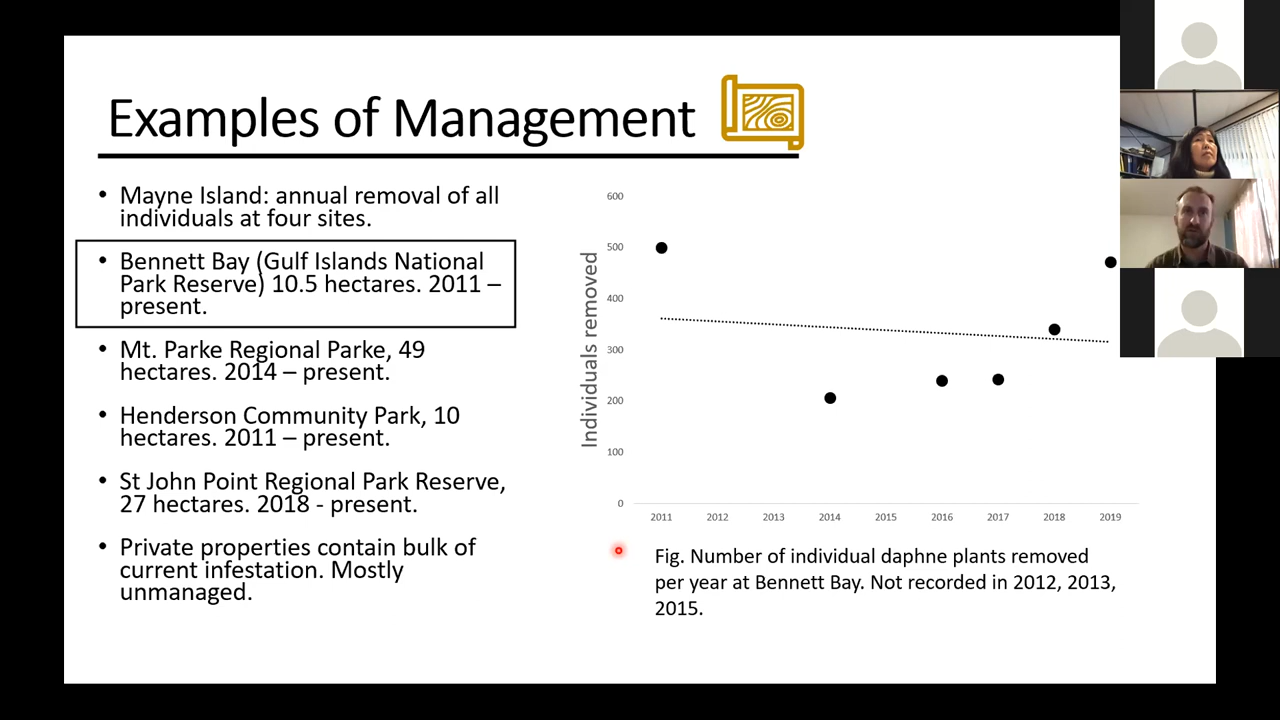 Examples of Management
• Mayne Island: annual removal of all
individuals at four sites.
• Bennett Bay (Gulf Islands National
Park Reserve) 10.5 hectares. 2011 –
present.
• Mt. Parke Regional Parke, 49
hectares. 2014 – present.
• Henderson Community Park, 10
hectares. 2011 – present.
• St John Point Regional Park Reserve,
27 hectares. 2018 - present.
• Private properties contain bulk of
current infestation. Mostly
unmanaged.
Individuals removed
600
500
400
300
200
100
0
2011 2012 2013 2014 2015 2016 2017 2018 2019
Fig. Number of individual daphne plants removed
per year at Bennett Bay. Not recorded in 2012, 2013,
2015.